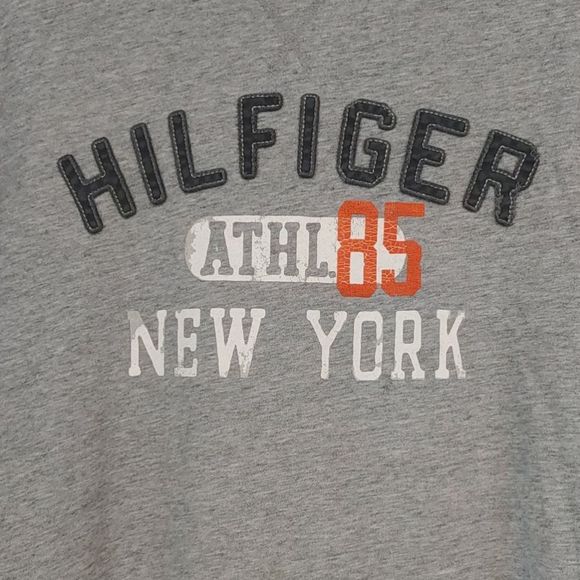 HILFIGER
ATHL. 85
NEW YORK